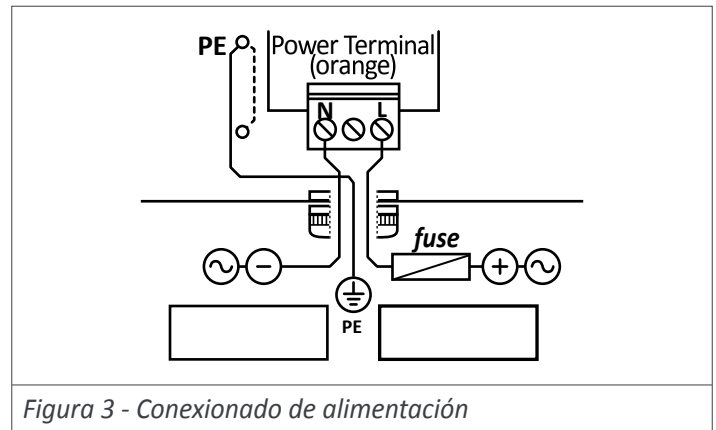 PE
Power Terminal
(orange)
N L
fuse
PE
Figura 3 - Conexionado de alimentación